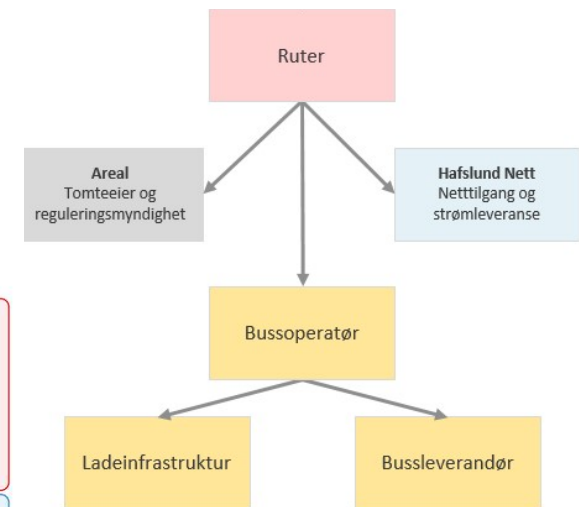 Ruter
Areal
Tomteeier og
reguleringsmyndighet
Hafslund Nett
Netttilgang og
strømleveranse
Bussoperatør
Ladeinfrastruktur
Bussleverandør